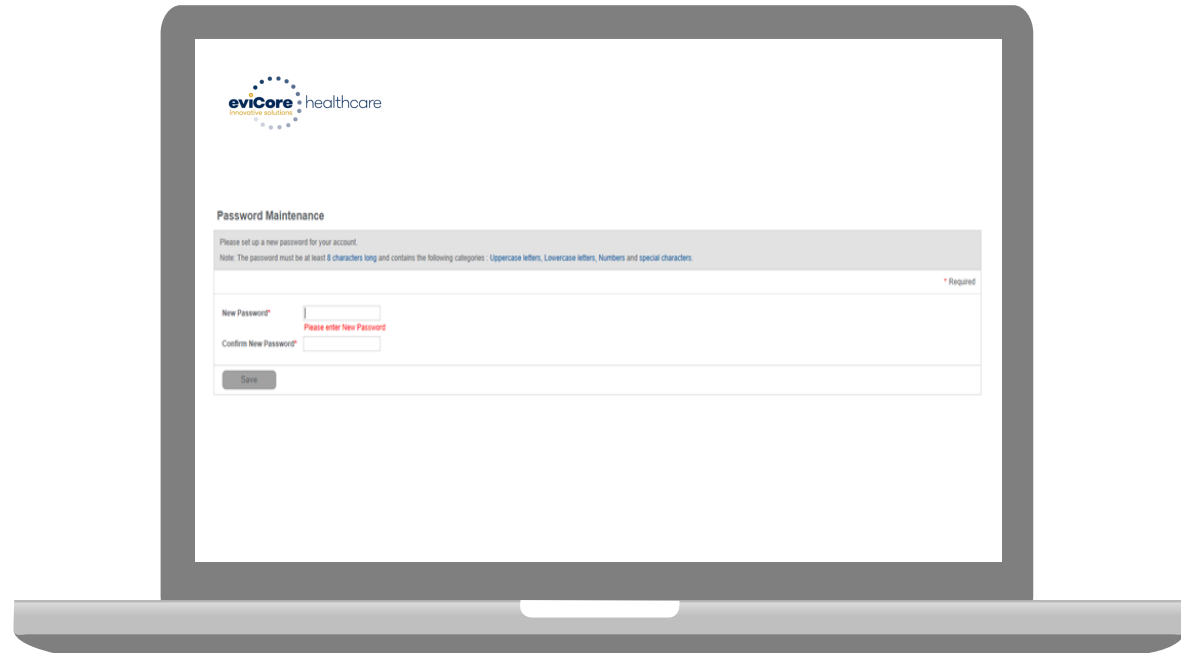 eviCore healthcare
innovative solutions
Password Maintenance
Please set up a new password for your account.
Note: The password must be at least 8 characters long and contains the following categories : Uppercase letters, Lowercase letters, Numbers and special characters.
* Required
New Password*
Please enter New Password
Confirm New Password*
Save